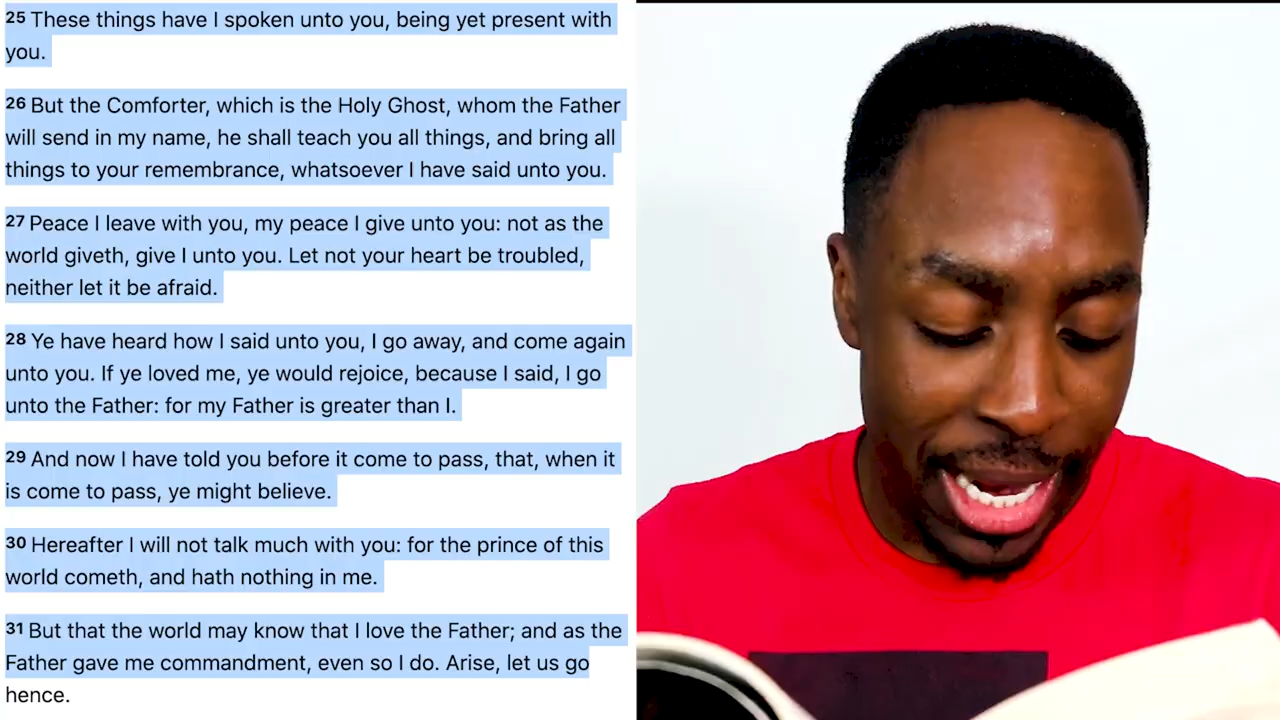 25 These things have I spoken unto you, being yet present with
you.
26 But the Comforter, which is the Holy Ghost, whom the Father
will send in my name, he shall teach you all things, and bring all
things to your remembrance, whatsoever I have said unto you.
27 Peace I leave with you, my peace I give unto you: not as the
world giveth, give I unto you. Let not your heart be troubled,
neither let it be afraid.
28 Ye have heard how I said unto you, I go away, and come again
unto you. If ye loved me, ye would rejoice, because I said, I go
unto the Father: for my Father is greater than I.
29 And now I have told you before it come to pass, that, when it
is come to pass, ye might believe.
30 Hereafter I will not talk much with you: for the prince of this
world cometh, and hath nothing in me.
31 But that the world may know that I love the Father; and as the
Father gave me commandment, even so I do. Arise, let us go
hence.